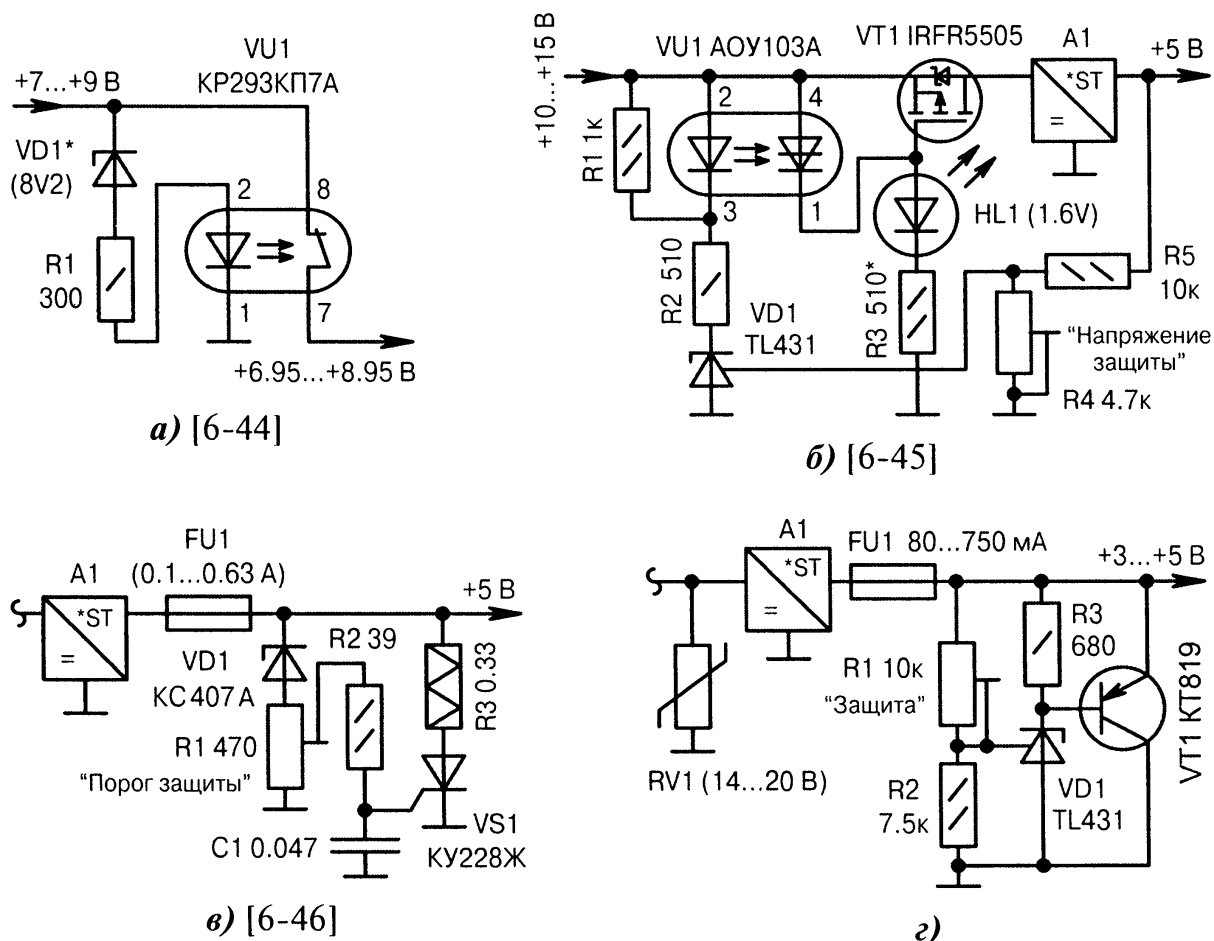 VU1
КР293КП7А
+7...+9 В
VD1*
(8V2)
R1
300
2
8
1
7
+6.95...+8.95 В
а) [6-44]
+10...+15 В
VU1 АОУ103А
VT1 IRFR5505
A1
*ST
=
+5 В
R1 1к
2
4
3
1
R2 510
VD1
TL431
HL1 (1.6V)
R3 510*
R5
10к
"Напряжение
защиты"
R4 4.7к
б) [6-45]
FU1
(0.1...0.63 А)
A1
*ST
=
+5 В
VD1
КС407А
R2 39
R3 0.33
R1 470
"Порог защиты"
C1 0.047
VS1
КУ228Ж
в) [6-46]
A1
*ST
=
FU1 80...750 мА
+3...+5 В
R3
680
R1 10к
"Защита"
VT1 КТ819
RV1 (14...20 В)
R2
7.5к
VD1
TL431
г)